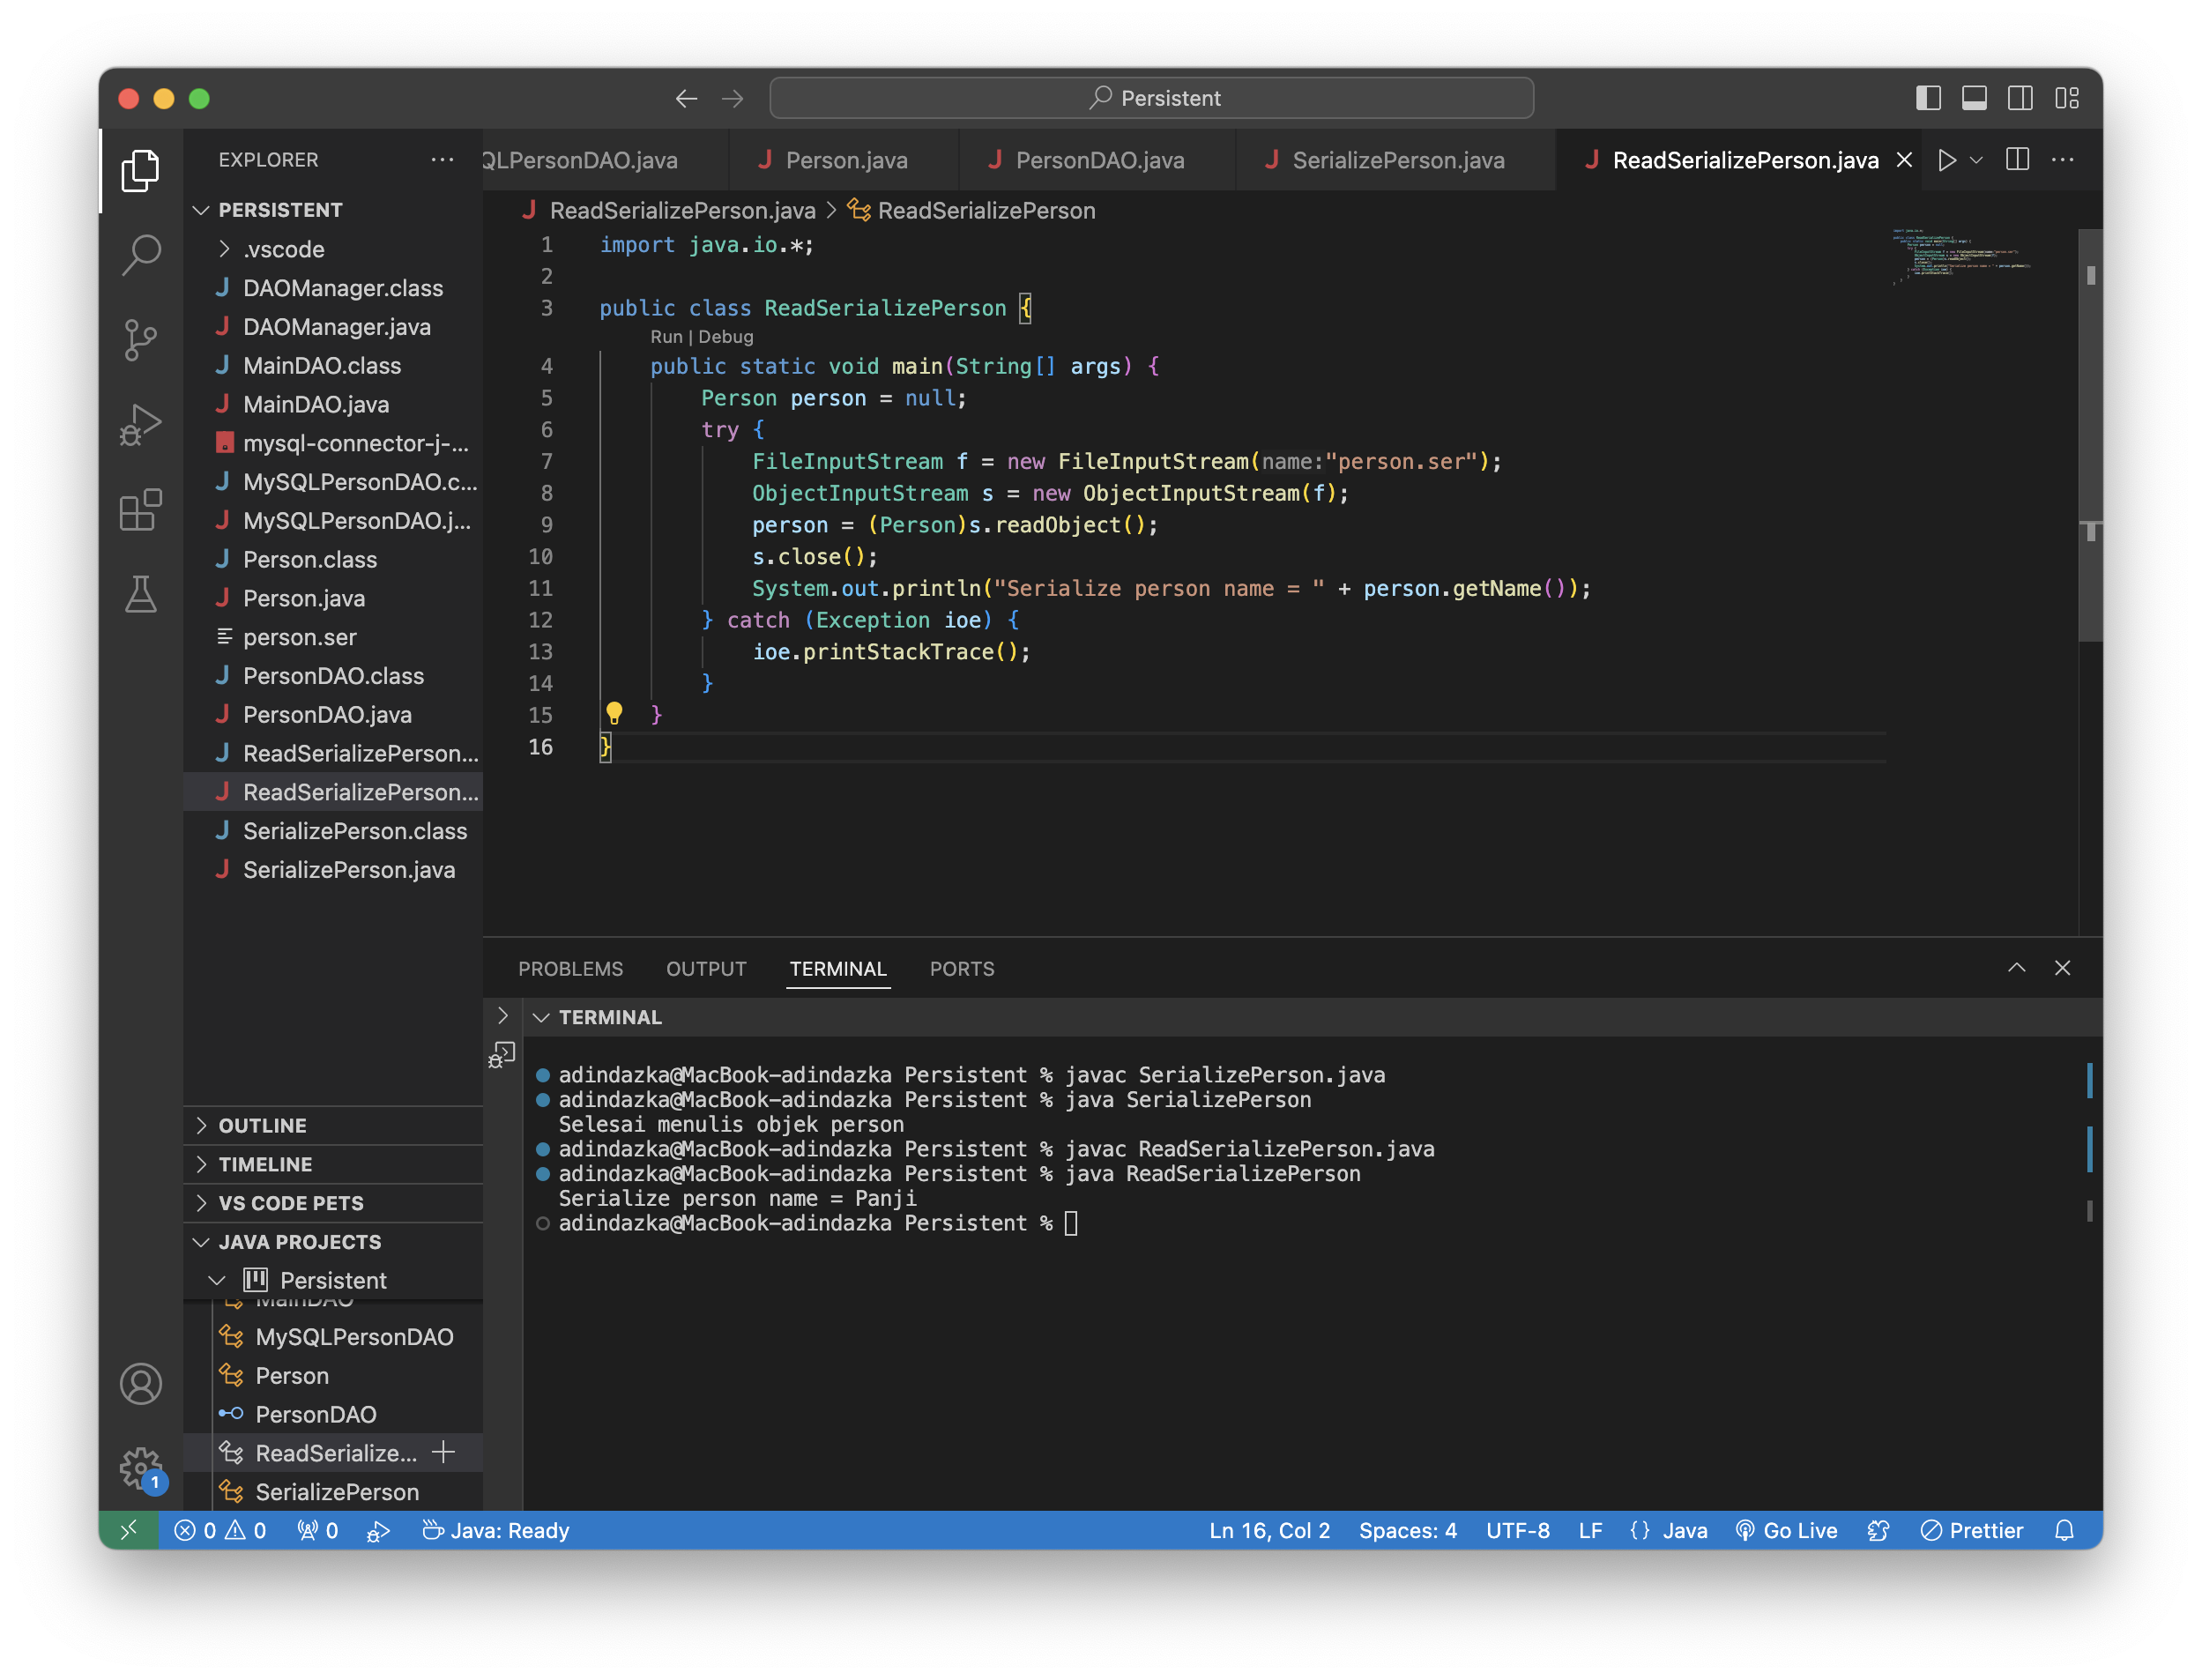 Persistent
EXPLORER
QLPersonDAO.java
Person.java
PersonDAO.java
SerializePerson.java
ReadSerializePerson.java
PERSISTENT
.vscode
DAOManager.class
DAOManager.java
MainDAO.class
MainDAO.java
mysql-connector-j-...
MySQLPersonDAO.c...
MySQLPersonDAO.j...
Person.class
Person.java
person.ser
PersonDAO.class
PersonDAO.java
ReadSerializePerson...
ReadSerializePerson...
SerializePerson.class
SerializePerson.java
OUTLINE
TIMELINE
VS CODE PETS
JAVA PROJECTS
Persistent
MainDAO
MySQLPersonDAO
Person
PersonDAO
ReadSerialize...
SerializePerson
ReadSerializePerson.java > ReadSerializePerson
1 import java.io.*;
2
3 public class ReadSerializePerson {
Run | Debug
4 public static void main(String[] args) {
5 Person person = null;
6 try {
7 FileInputStream f = new FileInputStream(name:"person.ser");
8 ObjectInputStream s = new ObjectInputStream(f);
9 person = (Person)s.readObject();
10 s.close();
11 System.out.println("Serialize person name = " + person.getName());
12 } catch (Exception ioe) {
13 ioe.printStackTrace();
14 }
15 }
16 }
PROBLEMS OUTPUT TERMINAL PORTS
TERMINAL
adindazka@MacBook-adindazka Persistent % javac SerializePerson.java
adindazka@MacBook-adindazka Persistent % java SerializePerson
Selesai menulis objek person
adindazka@MacBook-adindazka Persistent % javac ReadSerializePerson.java
adindazka@MacBook-adindazka Persistent % java ReadSerializePerson
Serialize person name = Panji
adindazka@MacBook-adindazka Persistent %
1
0 0 0 Java: Ready Ln 16, Col 2 Spaces: 4 UTF-8 LF {} Java Go Live Prettier